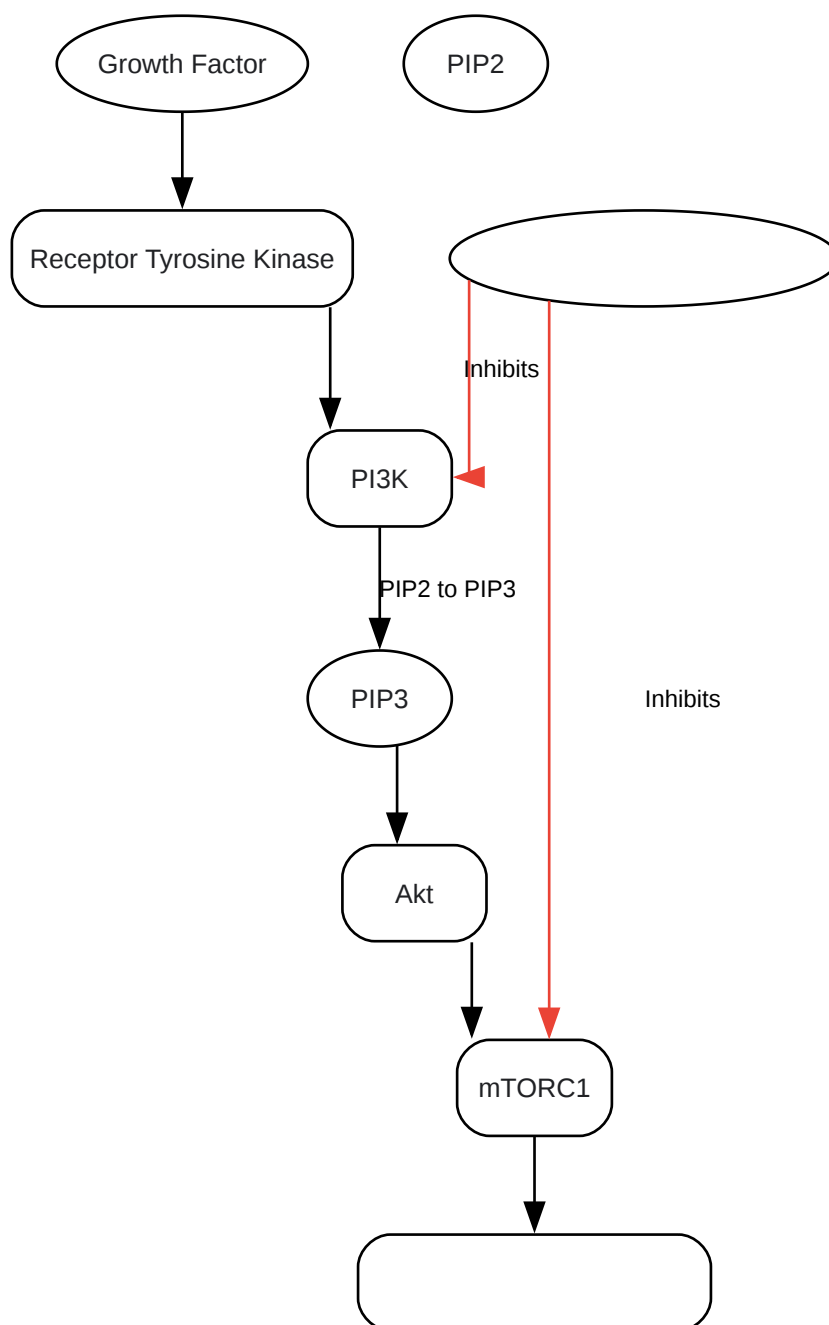 Growth Factor
PIP2
Receptor Tyrosine Kinase
Inhibits
PI3K
PIP2 to PIP3
PIP3
Inhibits
Akt
mTORC1